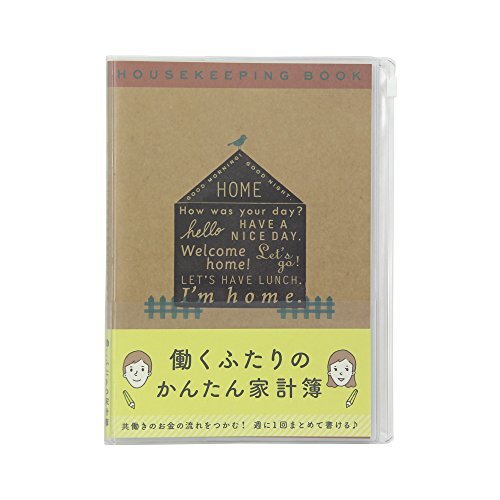 HOUSEKEEPING BOOK
GOOD MORNING! GOOD NIGHT.
HOME
How was your day?
hello HAVE A
NICE DAY.
Welcome
home! Let's
go!
LET'S HAVE LUNCH.
I'm home.
働くふたりの
かんたん家計簿
共働きのお金の流れをつかむ! 週に1回まとめて書ける♪